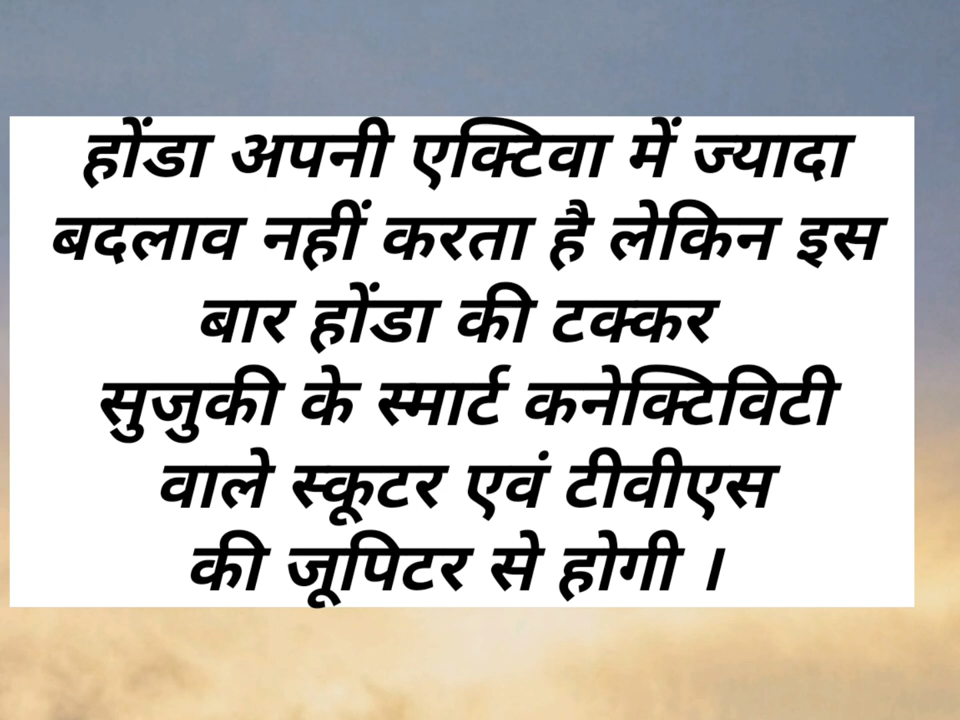 होंडा अपनी एक्टिवा में ज्यादा
बदलाव नहीं करता है लेकिन इस
बार होंडा की टक्कर
सुजुकी के स्मार्ट कनेक्टिविटी
वाले स्कूटर एवं टीवीएस
की जूपिटर से होगी ।